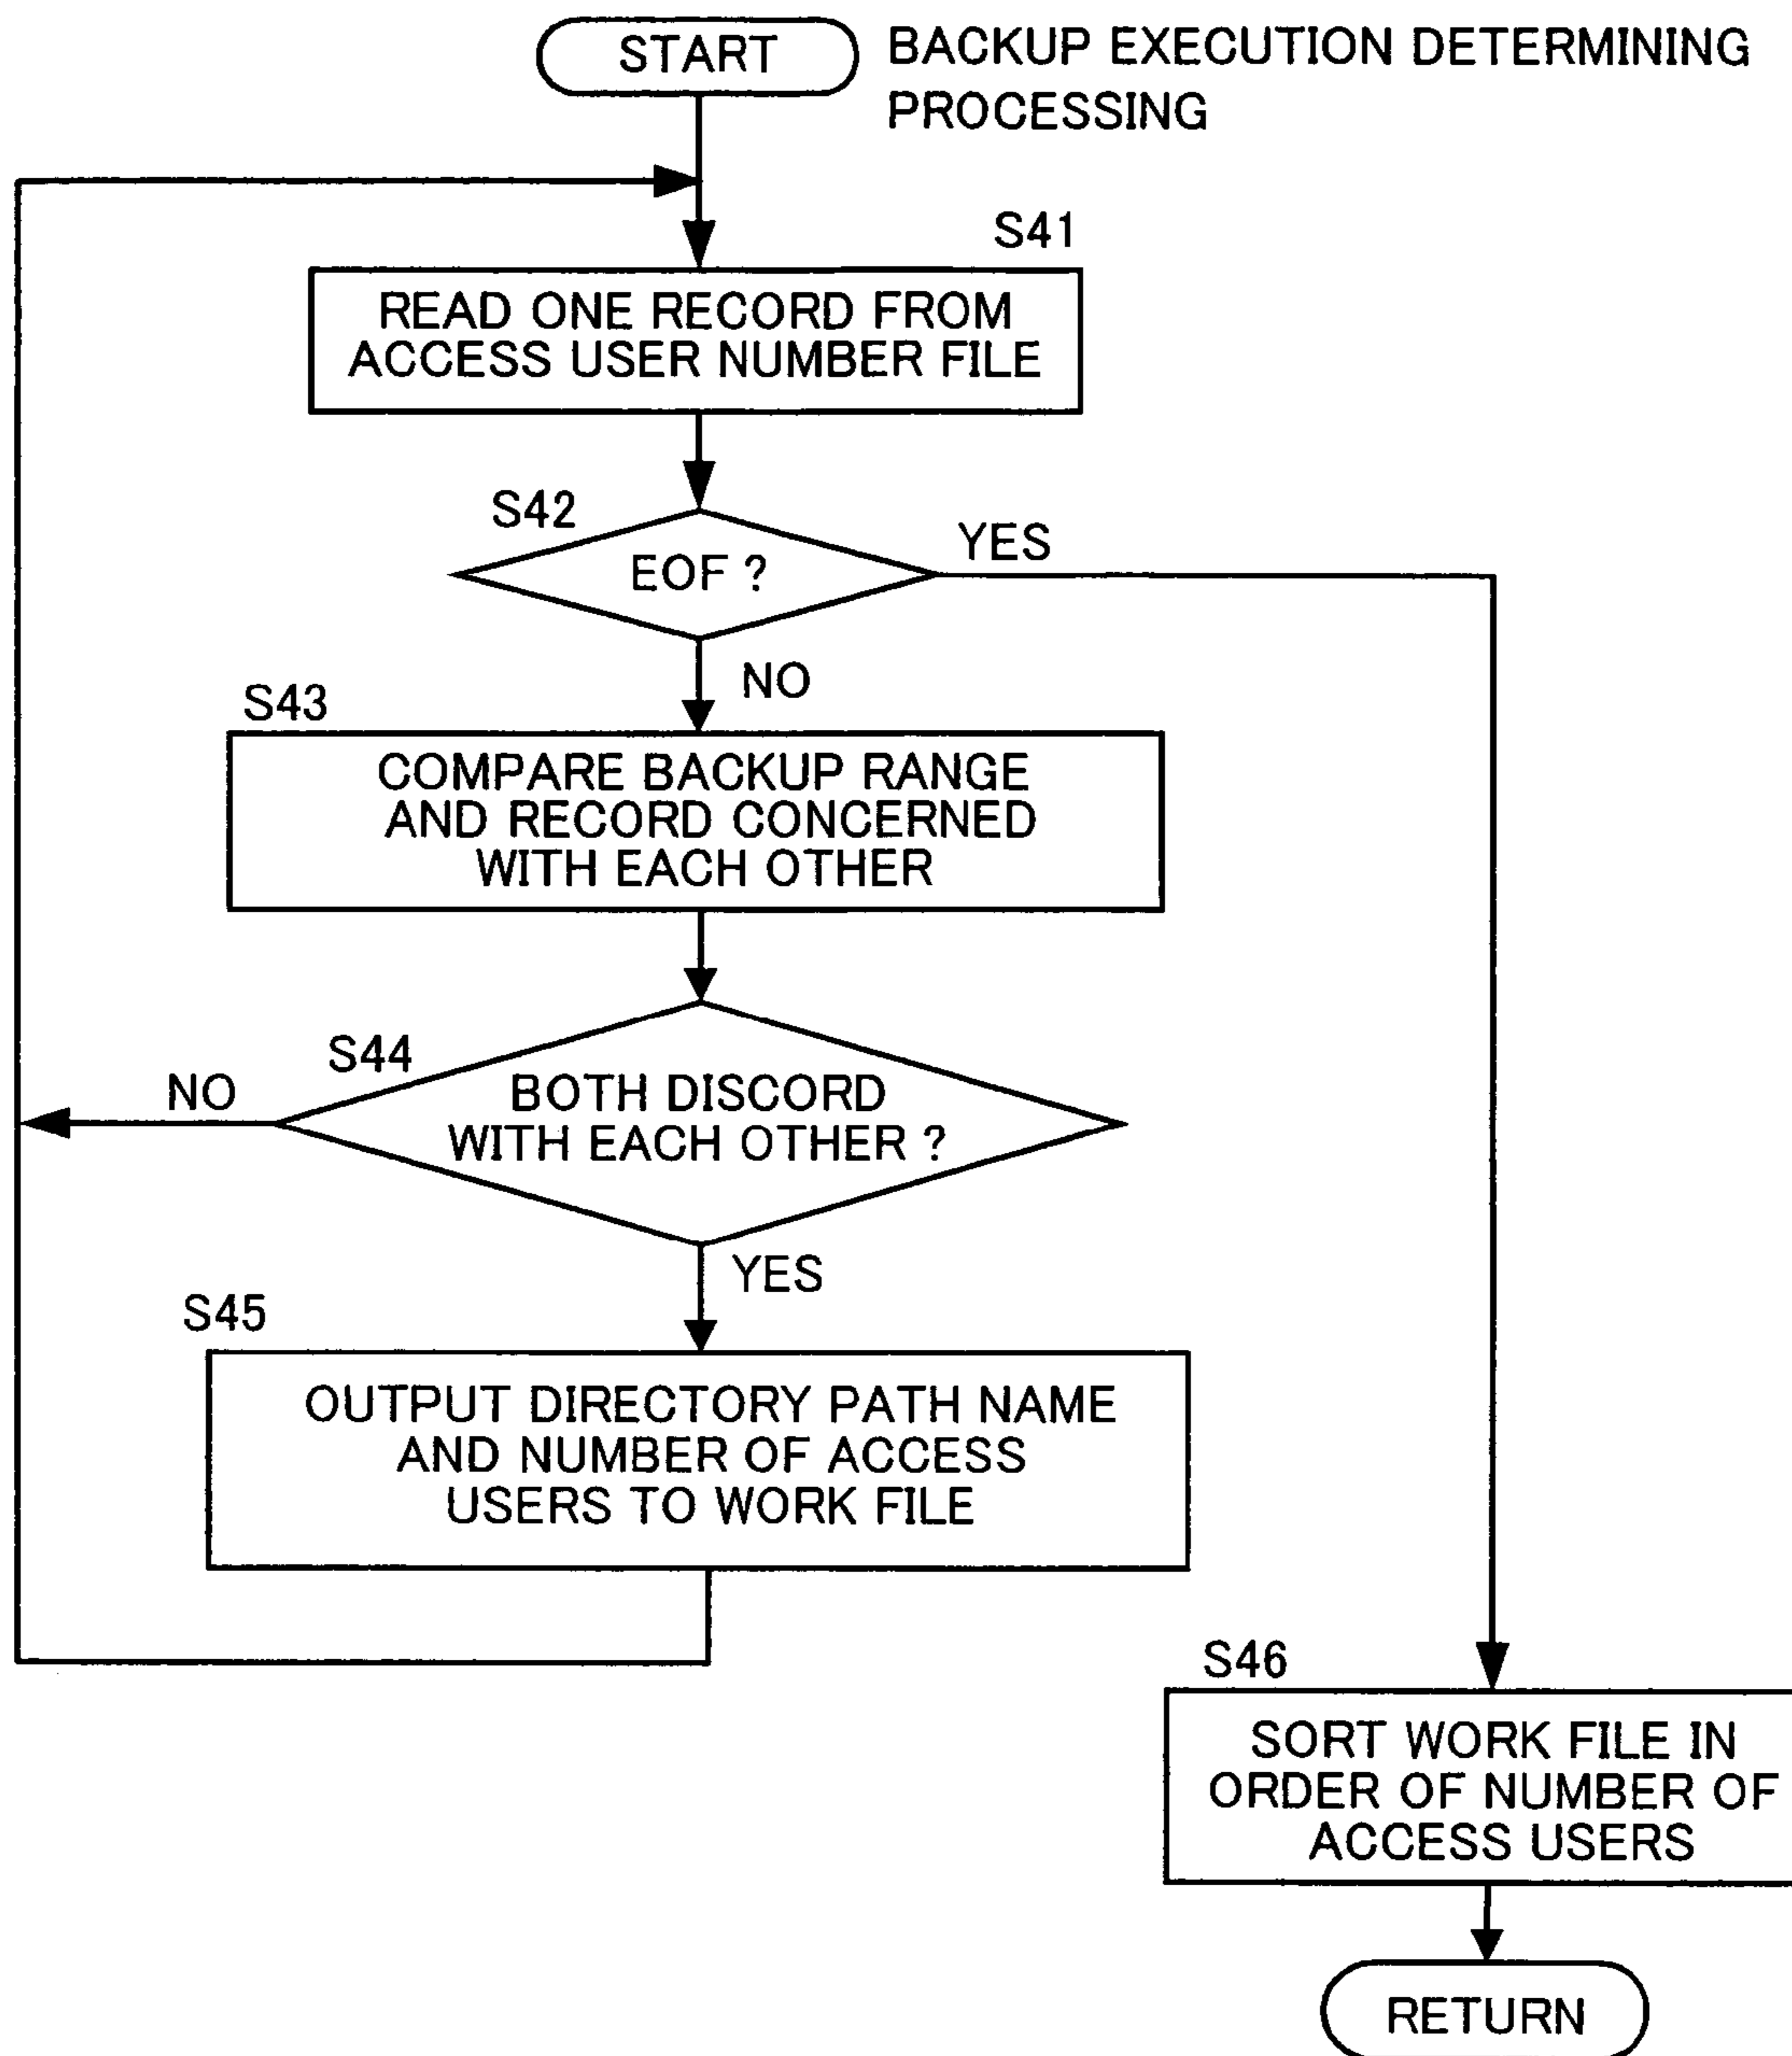 START
BACKUP EXECUTION DETERMINING
PROCESSING
S41
READ ONE RECORD FROM
ACCESS USER NUMBER FILE
S42
EOF ?
YES
NO
S43
COMPARE BACKUP RANGE
AND RECORD CONCERNED
WITH EACH OTHER
S44
NO
BOTH DISCORD
WITH EACH OTHER ?
YES
S45
OUTPUT DIRECTORY PATH NAME
AND NUMBER OF ACCESS
USERS TO WORK FILE
S46
SORT WORK FILE IN
ORDER OF NUMBER OF
ACCESS USERS
RETURN